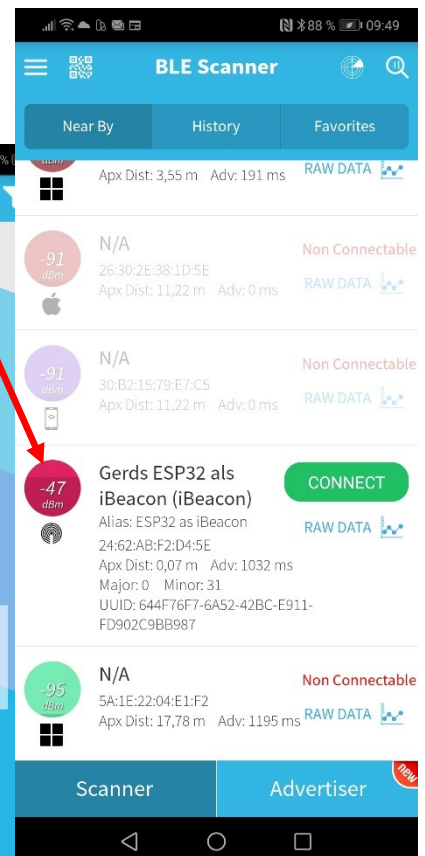 88 % 09:49
BLE Scanner
Near By History Favorites
dBm
Apx Dist: 3,55 m Adv: 191 ms RAW DATA
-91 dBm
N/A
Non Connectable
26:30:2E:38:1D:5E
Apx Dist: 11,22 m Adv: 0 ms RAW DATA
-91 dBm
N/A
Non Connectable
30:B2:15:79:E7:C5
Apx Dist: 11,22 m Adv: 0 ms RAW DATA
-47 dBm
Gerds ESP32 als
iBeacon (iBeacon)
CONNECT
Alias: ESP32 as iBeacon
RAW DATA
24:62:AB:F2:D4:5E
Apx Dist: 0,07 m Adv: 1032 ms
Major: 0 Minor: 31
UUID: 644F76F7-6A52-42BC-E911-
FD902C9BB987
-95 dBm
N/A
Non Connectable
5A:1E:22:04:E1:F2
Apx Dist: 17,78 m Adv: 1195 ms RAW DATA
Scanner Advertiser new